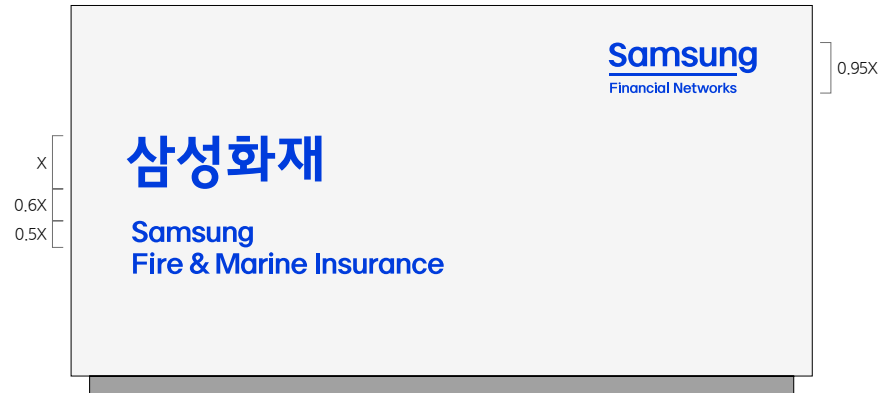 Samsung
Financial Networks
0.95X
삼성화재
X
0.6X
0.5X
Samsung
Fire & Marine Insurance